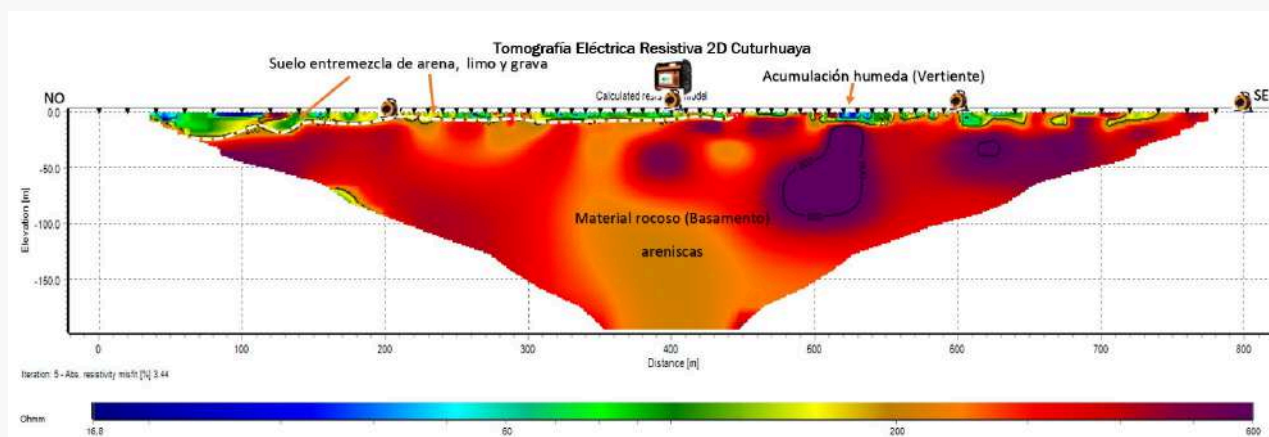 Tomografía Eléctrica Resistiva 2D Cuturhuaya
Suelo entremezcla de arena, limo y grava
Acumulación humeda (Vertiente)
Calculated model
NO
SE
0.0
-50.0
-100.0
-150.0
Elevation [m]
Material rocoso (Basamento)
areniscas
0 100 200 300 400 500 600 700 800
Distance [m]
Iteration: 5 - Abs. resistivity misfit [%] 3.44
Ohmm
16.8 60 200 600